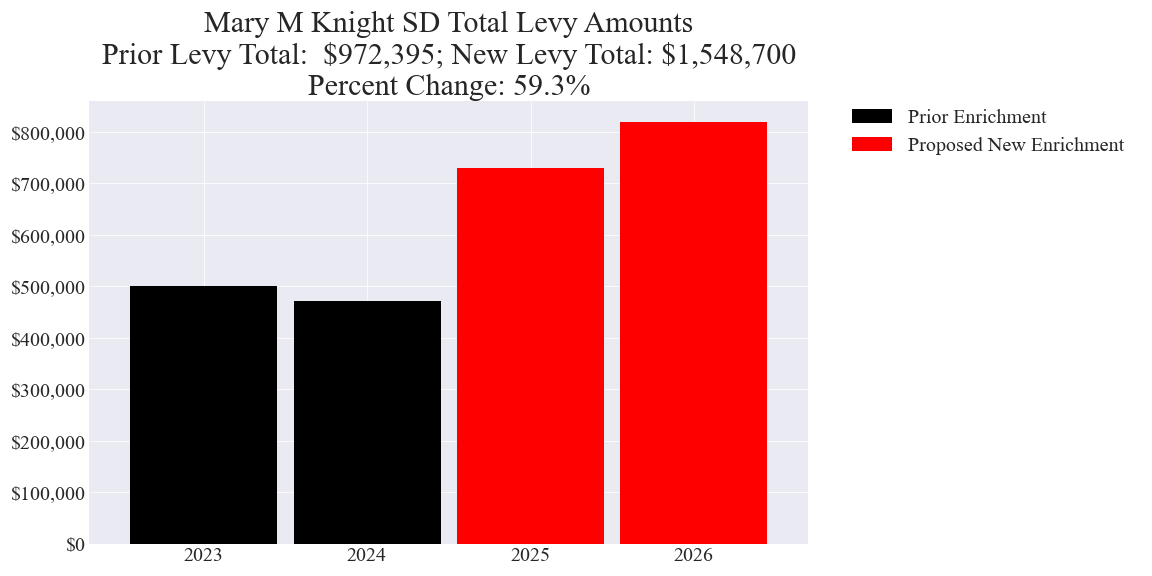 Mary M Knight SD Total Levy Amounts
Prior Levy Total:  $972,395; New Levy Total: $1,548,700
Percent Change: 59.3%
Prior Enrichment
Proposed New Enrichment
$800,000
$700,000
$600,000
$500,000
$400,000
$300,000
$200,000
$100,000
$0
2023
2024
2025
2026